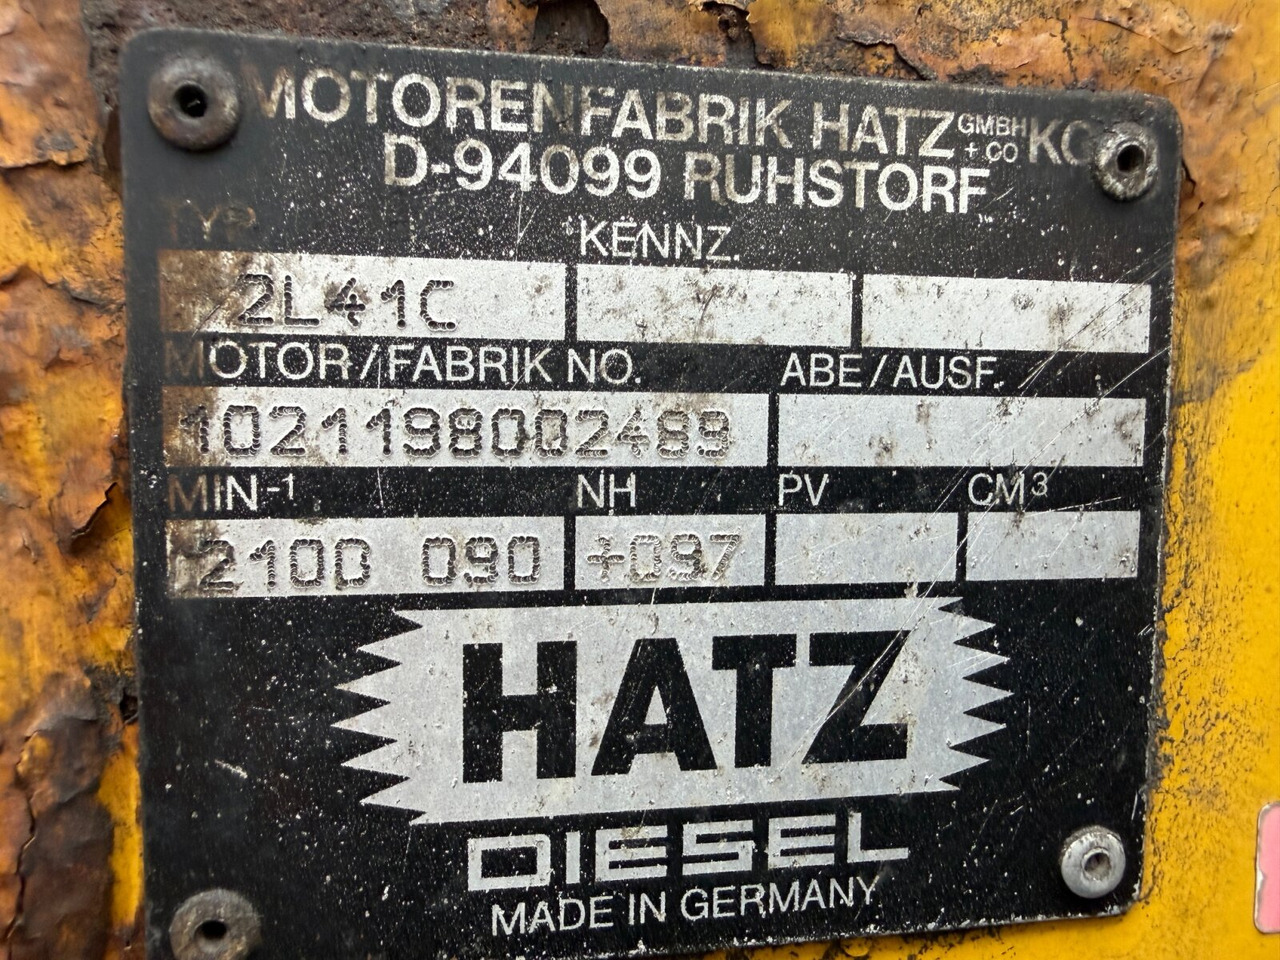 MOTORENFABRIK HATZ GMBH + CO KG
D-94099 RUHSTORF
TYP KENNZ.
2L41C
MOTOR/FABRIK NO. ABE/AUSF.
1021198002489
MIN-1 NH PV CM3
2100 090 +097
HATZ
DIESEL
MADE IN GERMANY